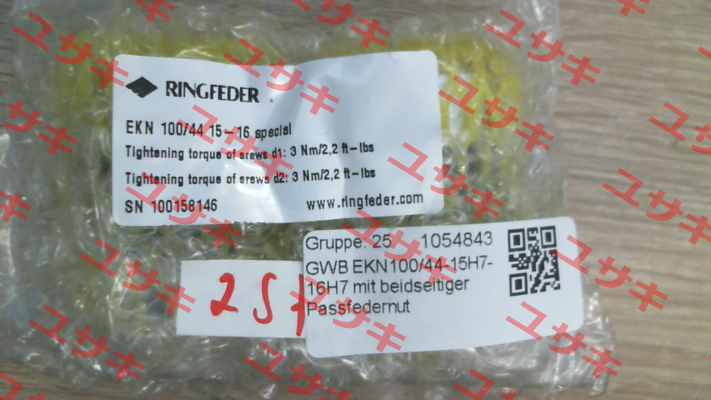 RINGFEDER
EKN 100/44 15-16 special
Tightening torque of srews d1: 3 Nm/2,2 ft-lbs
Tightening torque of srews d2: 3 Nm/2,2 ft-lbs
SN 100158146 www.ringfeder.com
Gruppe: 25 1054843
GWB EKN100/44-15H7-
16H7 mit beidseitiger
Passfedernut
ユサキ